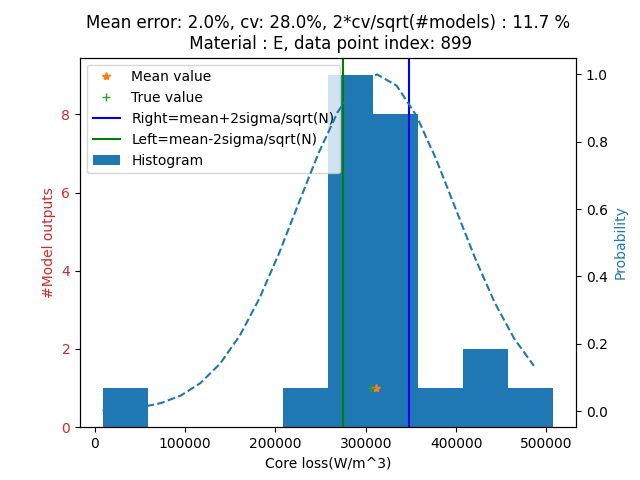 Mean error: 2.0%, cv: 28.0%, 2*cv/sqrt(#models) : 11.7 %
Material : E, data point index: 899
Mean value
True value
Right=mean+2sigma/sqrt(N)
Left=mean-2sigma/sqrt(N)
Histogram
#Model outputs
8
6
4
2
0
1.0
0.8
0.6
0.4
0.2
0.0
Probability
0
100000
200000
300000
400000
500000
Core loss(W/m^3)